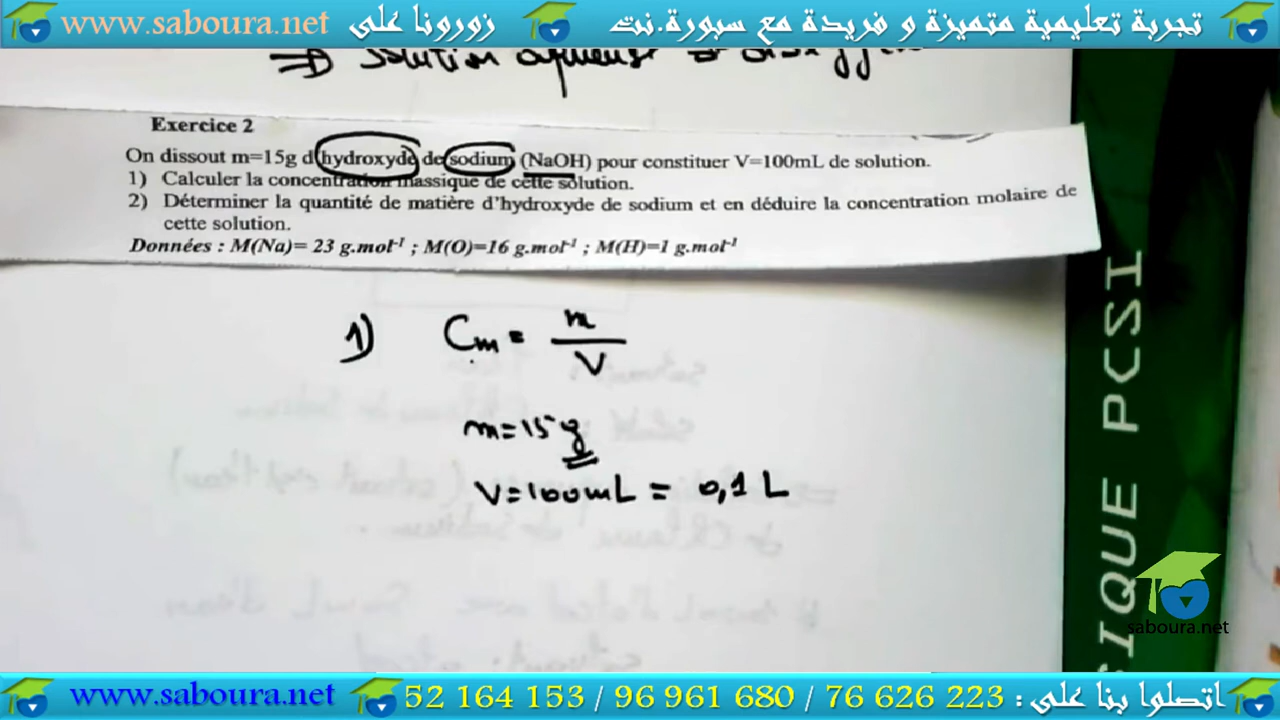 www.saboura.net زورونا على تجربة تعليمية متميزة و فريدة مع سبورة.نت
=> solution aqueuse
Exercice 2
On dissout m=15g d'hydroxyde de sodium (NaOH) pour constituer V=100mL de solution.
1) Calculer la concentration massique de cette solution.
2) Déterminer la quantité de matière d'hydroxyde de sodium et en déduire la concentration molaire de
cette solution.
Données : M(Na)= 23 g.mol⁻¹ ; M(O)=16 g.mol⁻¹ ; M(H)=1 g.mol⁻¹
1) Cm = m / V
m=15 g
V=100mL = 0,1 L
SIQUE PCSI
saboura.net
www.saboura.net 52 164 153 / 96 961 680 / 76 626 223 : اتصلوا بنا على